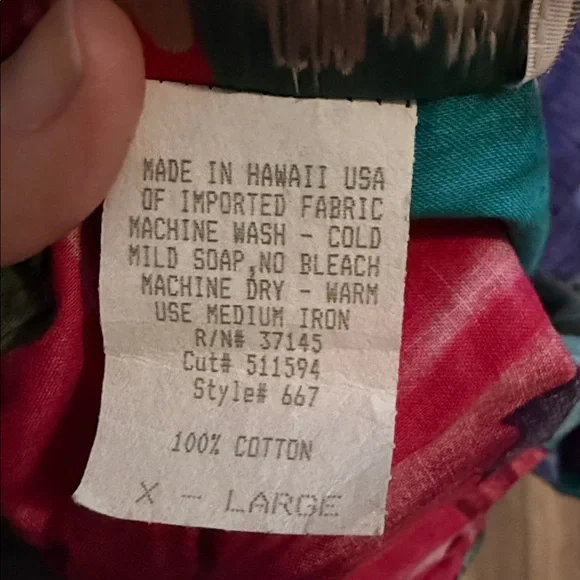 MADE IN HAWAII USA
OF IMPORTED FABRIC
MACHINE WASH - COLD
MILD SOAP,NO BLEACH
MACHINE DRY - WARM
USE MEDIUM IRON
R/N# 37145
Cut# 511594
Style# 667
100% COTTON
X - LARGE